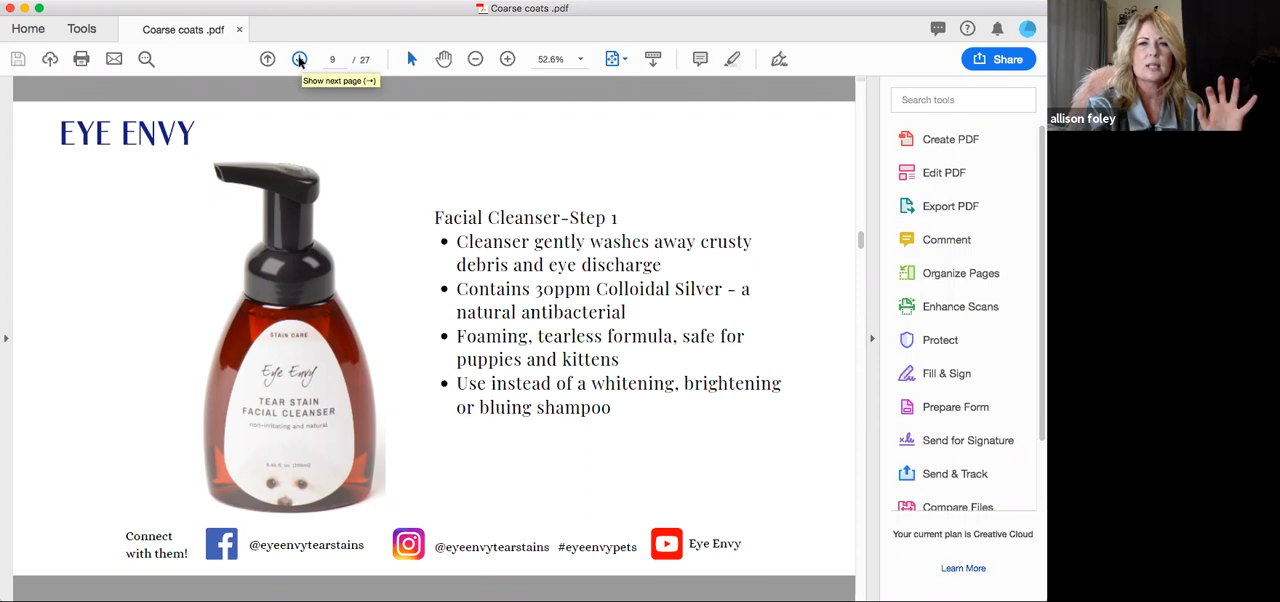 Coarse coats .pdf
Home
Tools
Coarse coats .pdf
×
9 / 27
52.6%
Share
Show next page (→)
Search tools
Create PDF
Edit PDF
Export PDF
Comment
Organize Pages
Enhance Scans
Protect
Fill & Sign
Prepare Form
Send for Signature
Send & Track
Compare Files
Your current plan is Creative Cloud
Learn More
allison foley
EYE ENVY
STAIN CARE
Eye Envy
TEAR STAIN
FACIAL CLEANSER
non-irritating and natural
Facial Cleanser-Step 1
• Cleanser gently washes away crusty
debris and eye discharge
• Contains 30ppm Colloidal Silver - a
natural antibacterial
• Foaming, tearless formula, safe for
puppies and kittens
• Use instead of a whitening, brightening
or bluing shampoo
Connect
with them!
@eyeenvytearstains
@eyeenvytearstains #eyeenvypets
Eye Envy